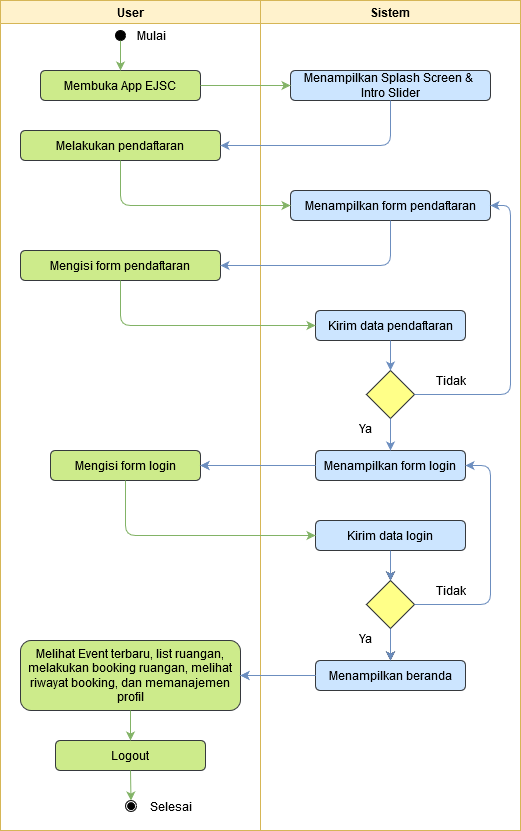 User
Sistem
Mulai
Membuka App EJSC
Menampilkan Splash Screen &
Intro Slider
Melakukan pendaftaran
Menampilkan form pendaftaran
Mengisi form pendaftaran
Kirim data pendaftaran
Tidak
Ya
Mengisi form login
Menampilkan form login
Kirim data login
Tidak
Ya
Melihat Event terbaru, list ruangan,
melakukan booking ruangan, melihat
riwayat booking, dan memanajemen
profil
Menampilkan beranda
Logout
Selesai